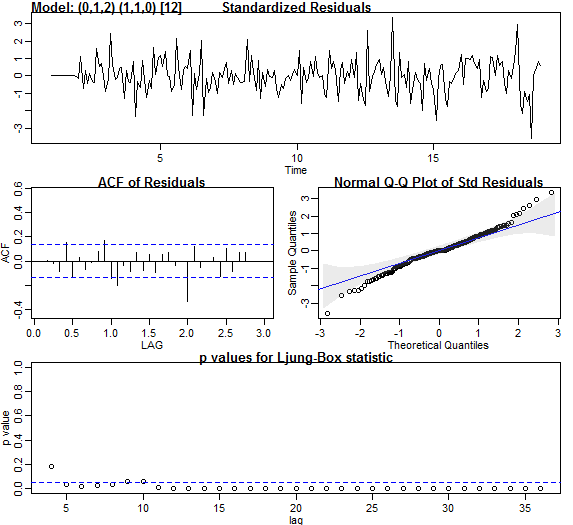 Model: (0,1,2) (1,1,0) [12] Standardized Residuals
3
2
1
0
-1
-3
5 10 15
Time
ACF of Residuals
ACF
0.6
0.4
0.2
0.0
-0.4
0.0 0.5 1.0 1.5 2.0 2.5 3.0
LAG
Normal Q-Q Plot of Std Residuals
Sample Quantiles
3
2
1
0
-1
-3
-3 -2 -1 0 1 2 3
Theoretical Quantiles
p values for Ljung-Box statistic
p value
1.0
0.8
0.6
0.4
0.2
0.0
5 10 15 20 25 30 35
lag